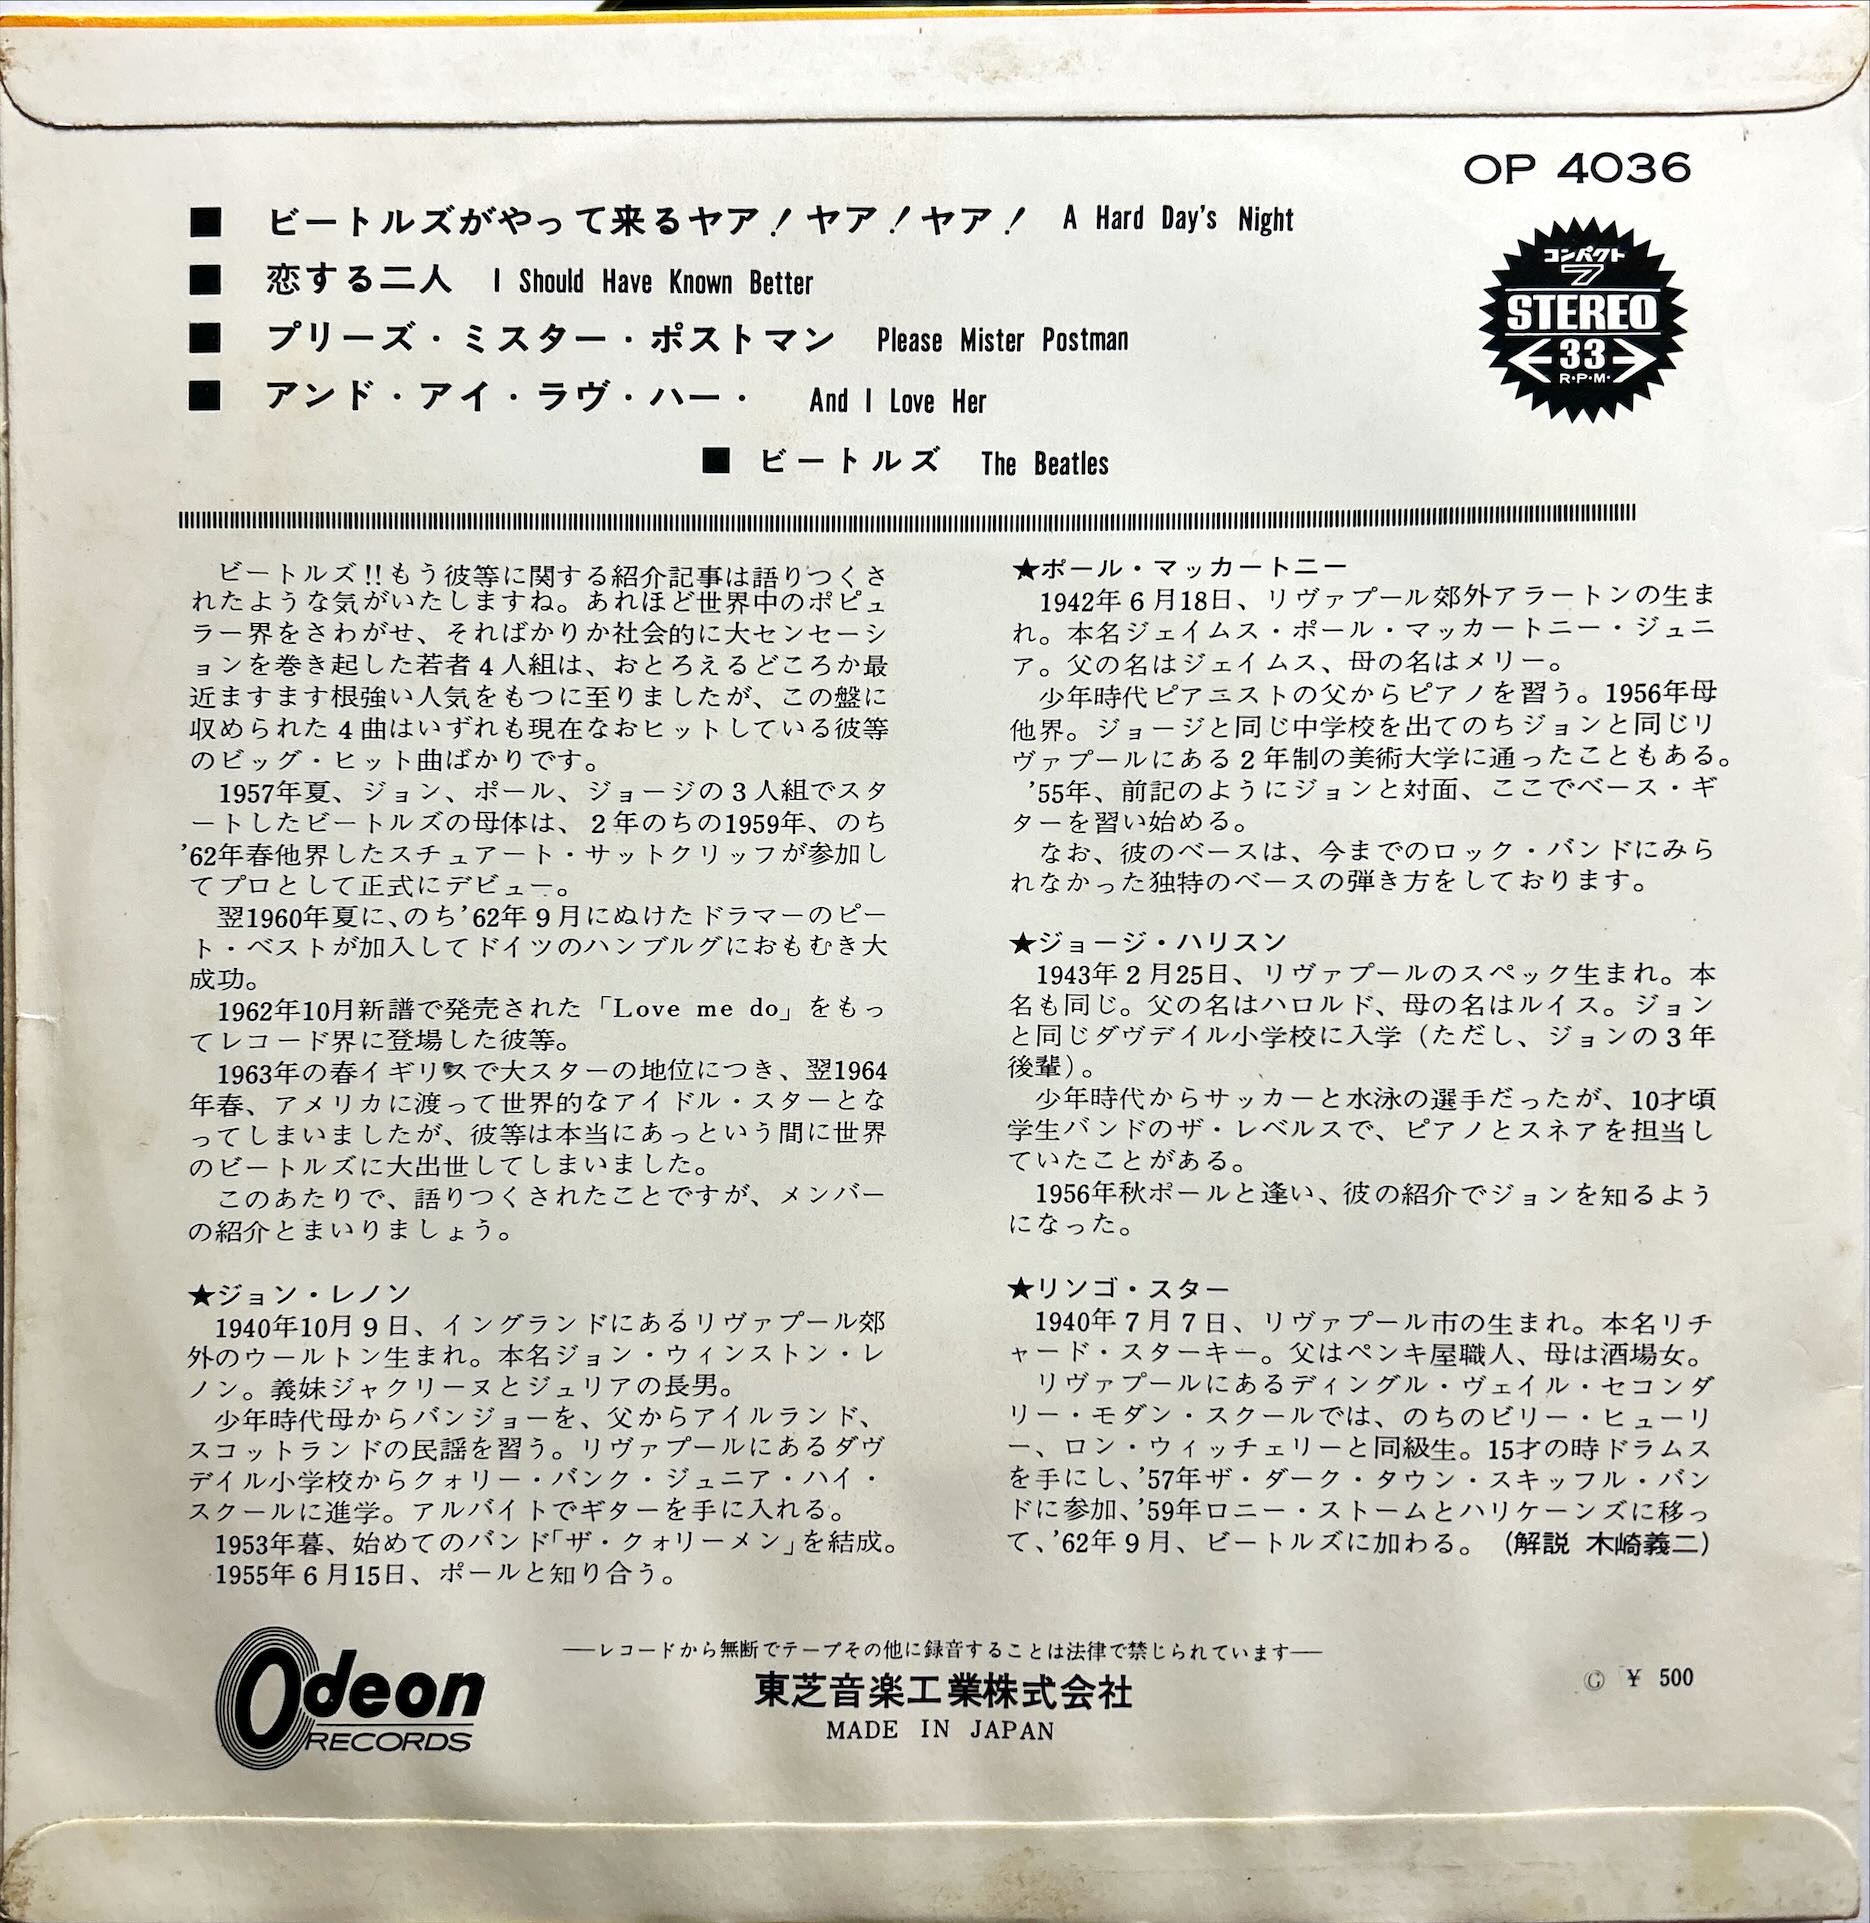 OP 4036
■ ビートルズがやって来るヤア！ヤア！ヤア！ A Hard Day's Night
■ 恋する二人 I Should Have Known Better
■ プリーズ・ミスター・ポストマン Please Mister Postman
■ アンド・アイ・ラヴ・ハー・ And I Love Her
■ ビートルズ The Beatles
コンパクト
7
STEREO
33
R・P・M・
ビートルズ!!もう彼等に関する紹介記事は語りつくさ
れたような気がいたしますね。あれほど世界中のポピュ
ラー界をさわがせ、そればかりか社会的に大センセーシ
ョンを巻き起した若者4人組は、おとろえるどころか最
近ますます根強い人気をもつに至りましたが、この盤に
収められた4曲はいずれも現在なおヒットしている彼等
のビッグ・ヒット曲ばかりです。
1957年夏、ジョン、ポール、ジョージの3人組でスタ
ートしたビートルズの母体は、2年のちの1959年、のち
'62年春他界したスチュアート・サットクリッフが参加し
てプロとして正式にデビュー。
翌1960年夏に、のち'62年9月にぬけたドラマーのピー
ト・ベストが加入してドイツのハンブルグにおもむき大
成功。
1962年10月新譜で発売された「Love me do」をもっ
てレコード界に登場した彼等。
1963年の春イギリスで大スターの地位につき、翌1964
年春、アメリカに渡って世界的なアイドル・スターとな
ってしまいましたが、彼等は本当にあっという間に世界
のビートルズに大出世してしまいました。
このあたりで、語りつくされたことですが、メンバー
の紹介とまいりましょう。
★ジョン・レノン
1940年10月9日、イングランドにあるリヴァプール郊
外のウールトン生まれ。本名ジョン・ウィンストン・レ
ノン。義妹ジャクリーヌとジュリアの長男。
少年時代母からバンジョーを、父からアイルランド、
スコットランドの民謡を習う。リヴァプールにあるダヴ
デイル小学校からクォリー・バンク・ジュニア・ハイ・
スクールに進学。アルバイトでギターを手に入れる。
1953年暮、始めてのバンド「ザ・クォリーメン」を結成。
1955年6月15日、ポールと知り合う。
★ポール・マッカートニー
1942年6月18日、リヴァプール郊外アラートンの生ま
れ。本名ジェイムス・ポール・マッカートニー・ジュニ
ア。父の名はジェイムス、母の名はメリー。
少年時代ピアニストの父からピアノを習う。1956年母
他界。ジョージと同じ中学校を出てのちジョンと同じリ
ヴァプールにある2年制の美術大学に通ったこともある。
'55年、前記のようにジョンと対面、ここでベース・ギ
ターを習い始める。
なお、彼のベースは、今までのロック・バンドにみら
れなかった独特のベースの弾き方をしております。
★ジョージ・ハリスン
1943年2月25日、リヴァプールのスペック生まれ。本
名も同じ。父の名はハロルド、母の名はルイス。ジョン
と同じダヴデイル小学校に入学（ただし、ジョンの3年
後輩）。
少年時代からサッカーと水泳の選手だったが、10才頃
学生バンドのザ・レベルスで、ピアノとスネアを担当し
ていたことがある。
1956年秋ポールと逢い、彼の紹介でジョンを知るよう
になった。
★リンゴ・スター
1940年7月7日、リヴァプール市の生まれ。本名リチ
ャード・スターキー。父はペンキ屋職人、母は酒場女。
リヴァプールにあるディングル・ヴェイル・セコンダ
リー・モダン・スクールでは、のちのビリー・ヒューリ
ー、ロン・ウィッチェリーと同級生。15才の時ドラムス
を手にし、'57年ザ・ダーク・タウン・スキッフル・バン
ドに参加、'59年ロニー・ストームとハリケーンズに移っ
て、'62年9月、ビートルズに加わる。（解説 木崎義二）
Odeon
RECORDS
──レコードから無断でテープその他に録音することは法律で禁じられています──
東芝音楽工業株式会社
MADE IN JAPAN
Ⓖ ¥ 500